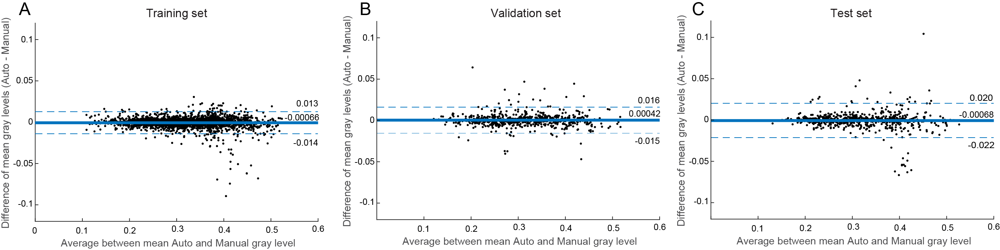 A
Training set
Difference of mean gray levels (Auto - Manual)
0.1
0.05
0
-0.05
-0.1
0.013
-0.00066
-0.014
0 0.1 0.2 0.3 0.4 0.5 0.6
Average between mean Auto and Manual gray level
B
Validation set
Difference of mean gray levels (Auto - Manual)
0.1
0.05
0
-0.05
-0.1
0.016
0.00042
-0.015
0.1 0.2 0.3 0.4 0.5 0.6
Average between mean Auto and Manual gray level
C
Test set
Difference of mean gray levels (Auto - Manual)
0.1
0.05
0
-0.05
-0.1
0.020
-0.00068
-0.022
0.1 0.2 0.3 0.4 0.5 0.6
Average between mean Auto and Manual gray level